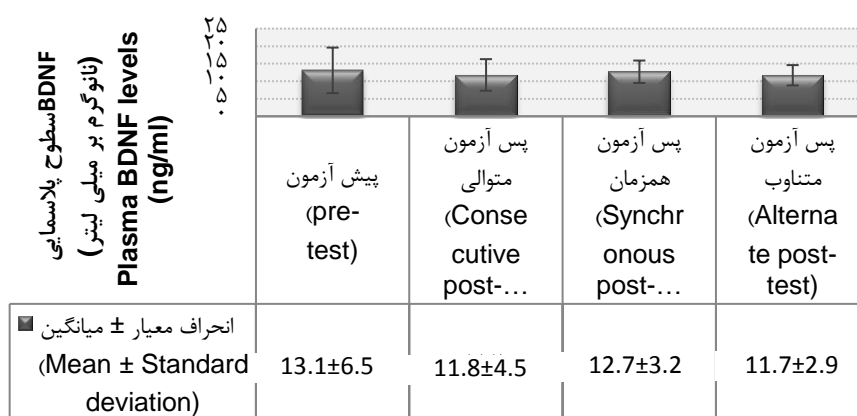 سطوح پلاسمایی BDNF
(نانوگرم بر میلی لیتر)
Plasma BDNF levels
(ng/ml)
۲۵
۲۰
۱۵
۱۰
۵
۰
پیش آزمون
(pre-
test)
پس آزمون
متوالی
(Conse
cutive
post-...
پس آزمون
همزمان
(Synchr
onous
post-...
پس آزمون
متناوب
(Alterna
te post-
test)
انحراف معیار ± میانگین
(Mean ± Standard
deviation)
13.1±6.5
11.8±4.5
12.7±3.2
11.7±2.9